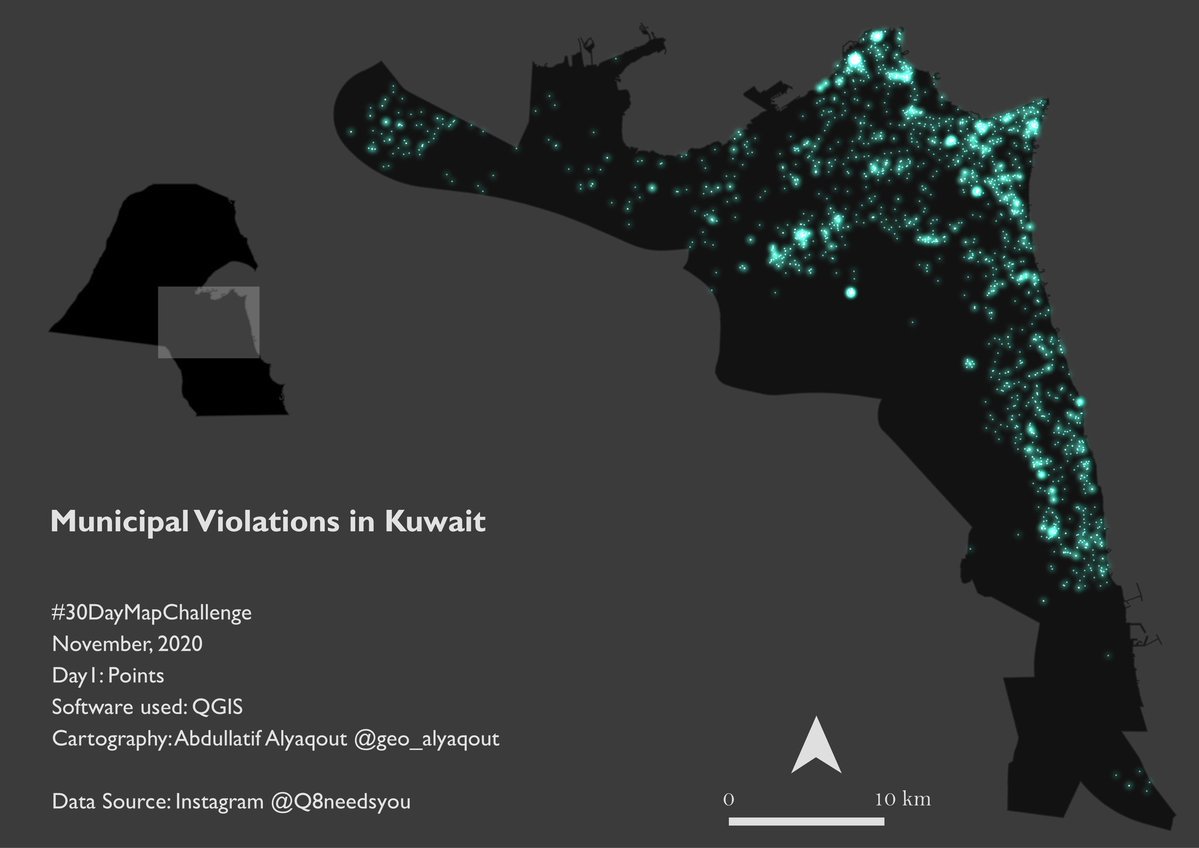 Municipal Violations in Kuwait
#30DayMapChallenge
November, 2020
Day1: Points
Software used: QGIS
Cartography: Abdullatif Alyaqout @geo_alyaqout
Data Source: Instagram @Q8needsyou
0 10 km